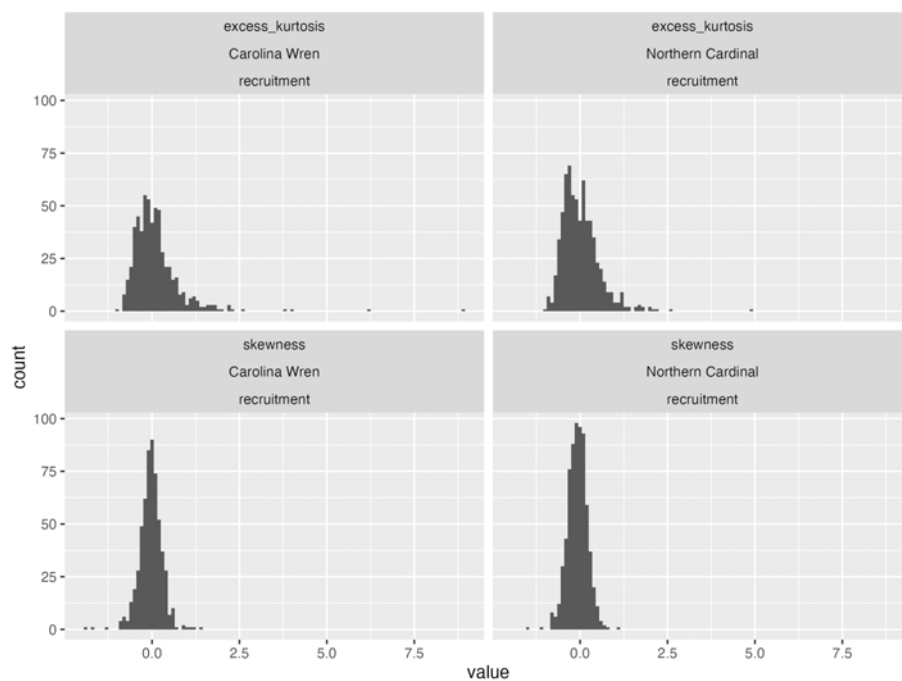 excess_kurtosis
Carolina Wren
recruitment
excess_kurtosis
Northern Cardinal
recruitment
100
75
50
25
0
skewness
Carolina Wren
recruitment
skewness
Northern Cardinal
recruitment
100
75
50
25
0
count
0.0 2.5 5.0 7.5
0.0 2.5 5.0 7.5
value